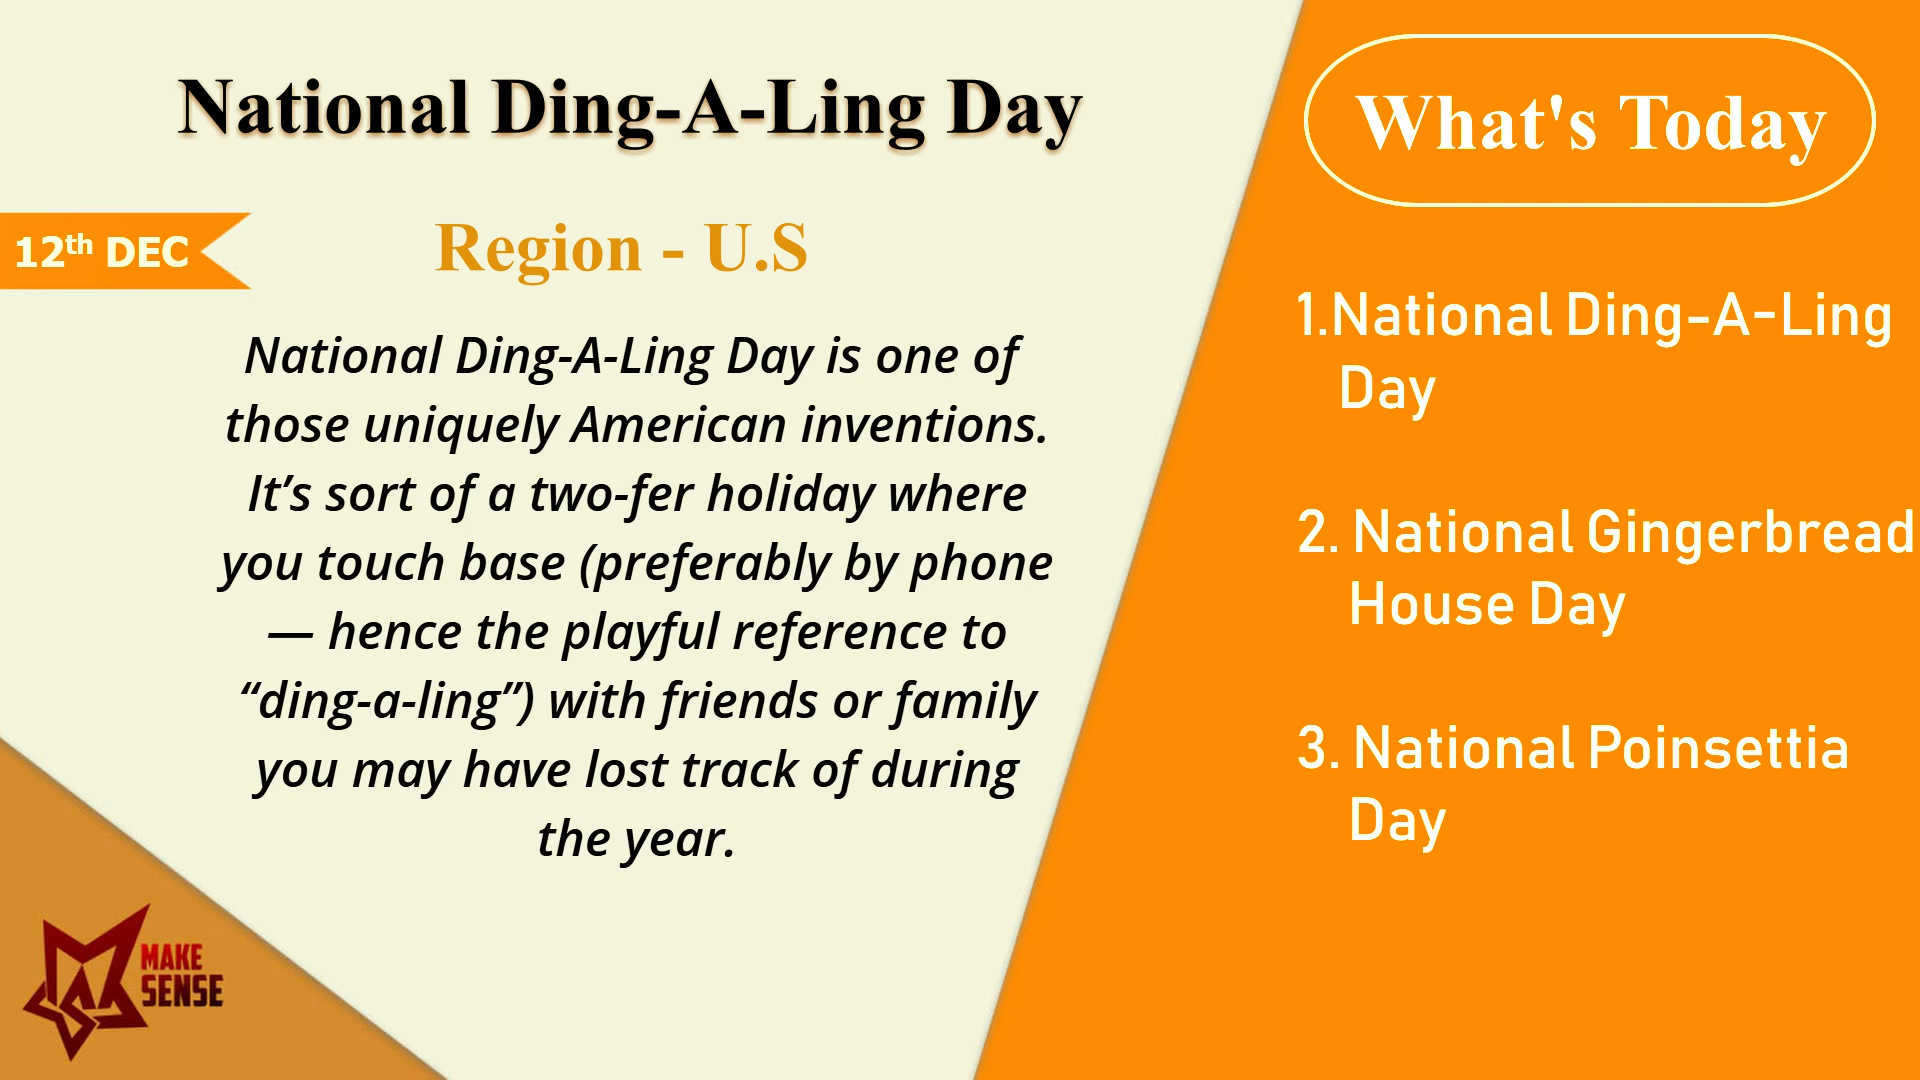 National Ding-A-Ling Day
12th DEC
Region - U.S
National Ding-A-Ling Day is one of
those uniquely American inventions.
It’s sort of a two-fer holiday where
you touch base (preferably by phone
— hence the playful reference to
“ding-a-ling”) with friends or family
you may have lost track of during
the year.
MAKE
SENSE
What's Today
1.National Ding-A-Ling
Day
2. National Gingerbread
House Day
3. National Poinsettia
Day